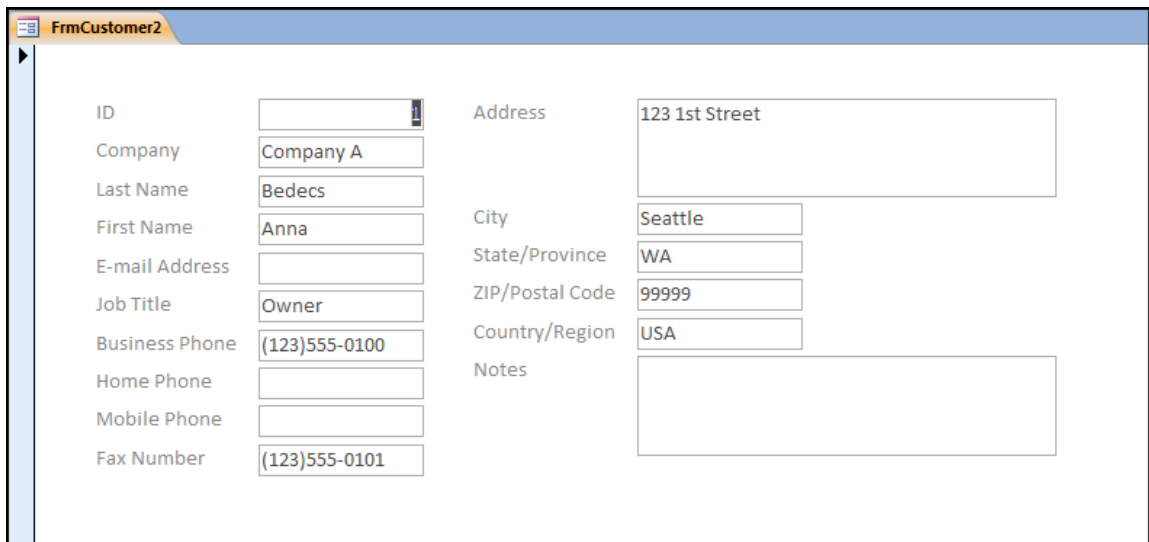 FrmCustomer2
ID 1
Company Company A
Last Name Bedecs
First Name Anna
E-mail Address
Job Title Owner
Business Phone (123)555-0100
Home Phone
Mobile Phone
Fax Number (123)555-0101
Address 123 1st Street
City Seattle
State/Province WA
ZIP/Postal Code 99999
Country/Region USA
Notes